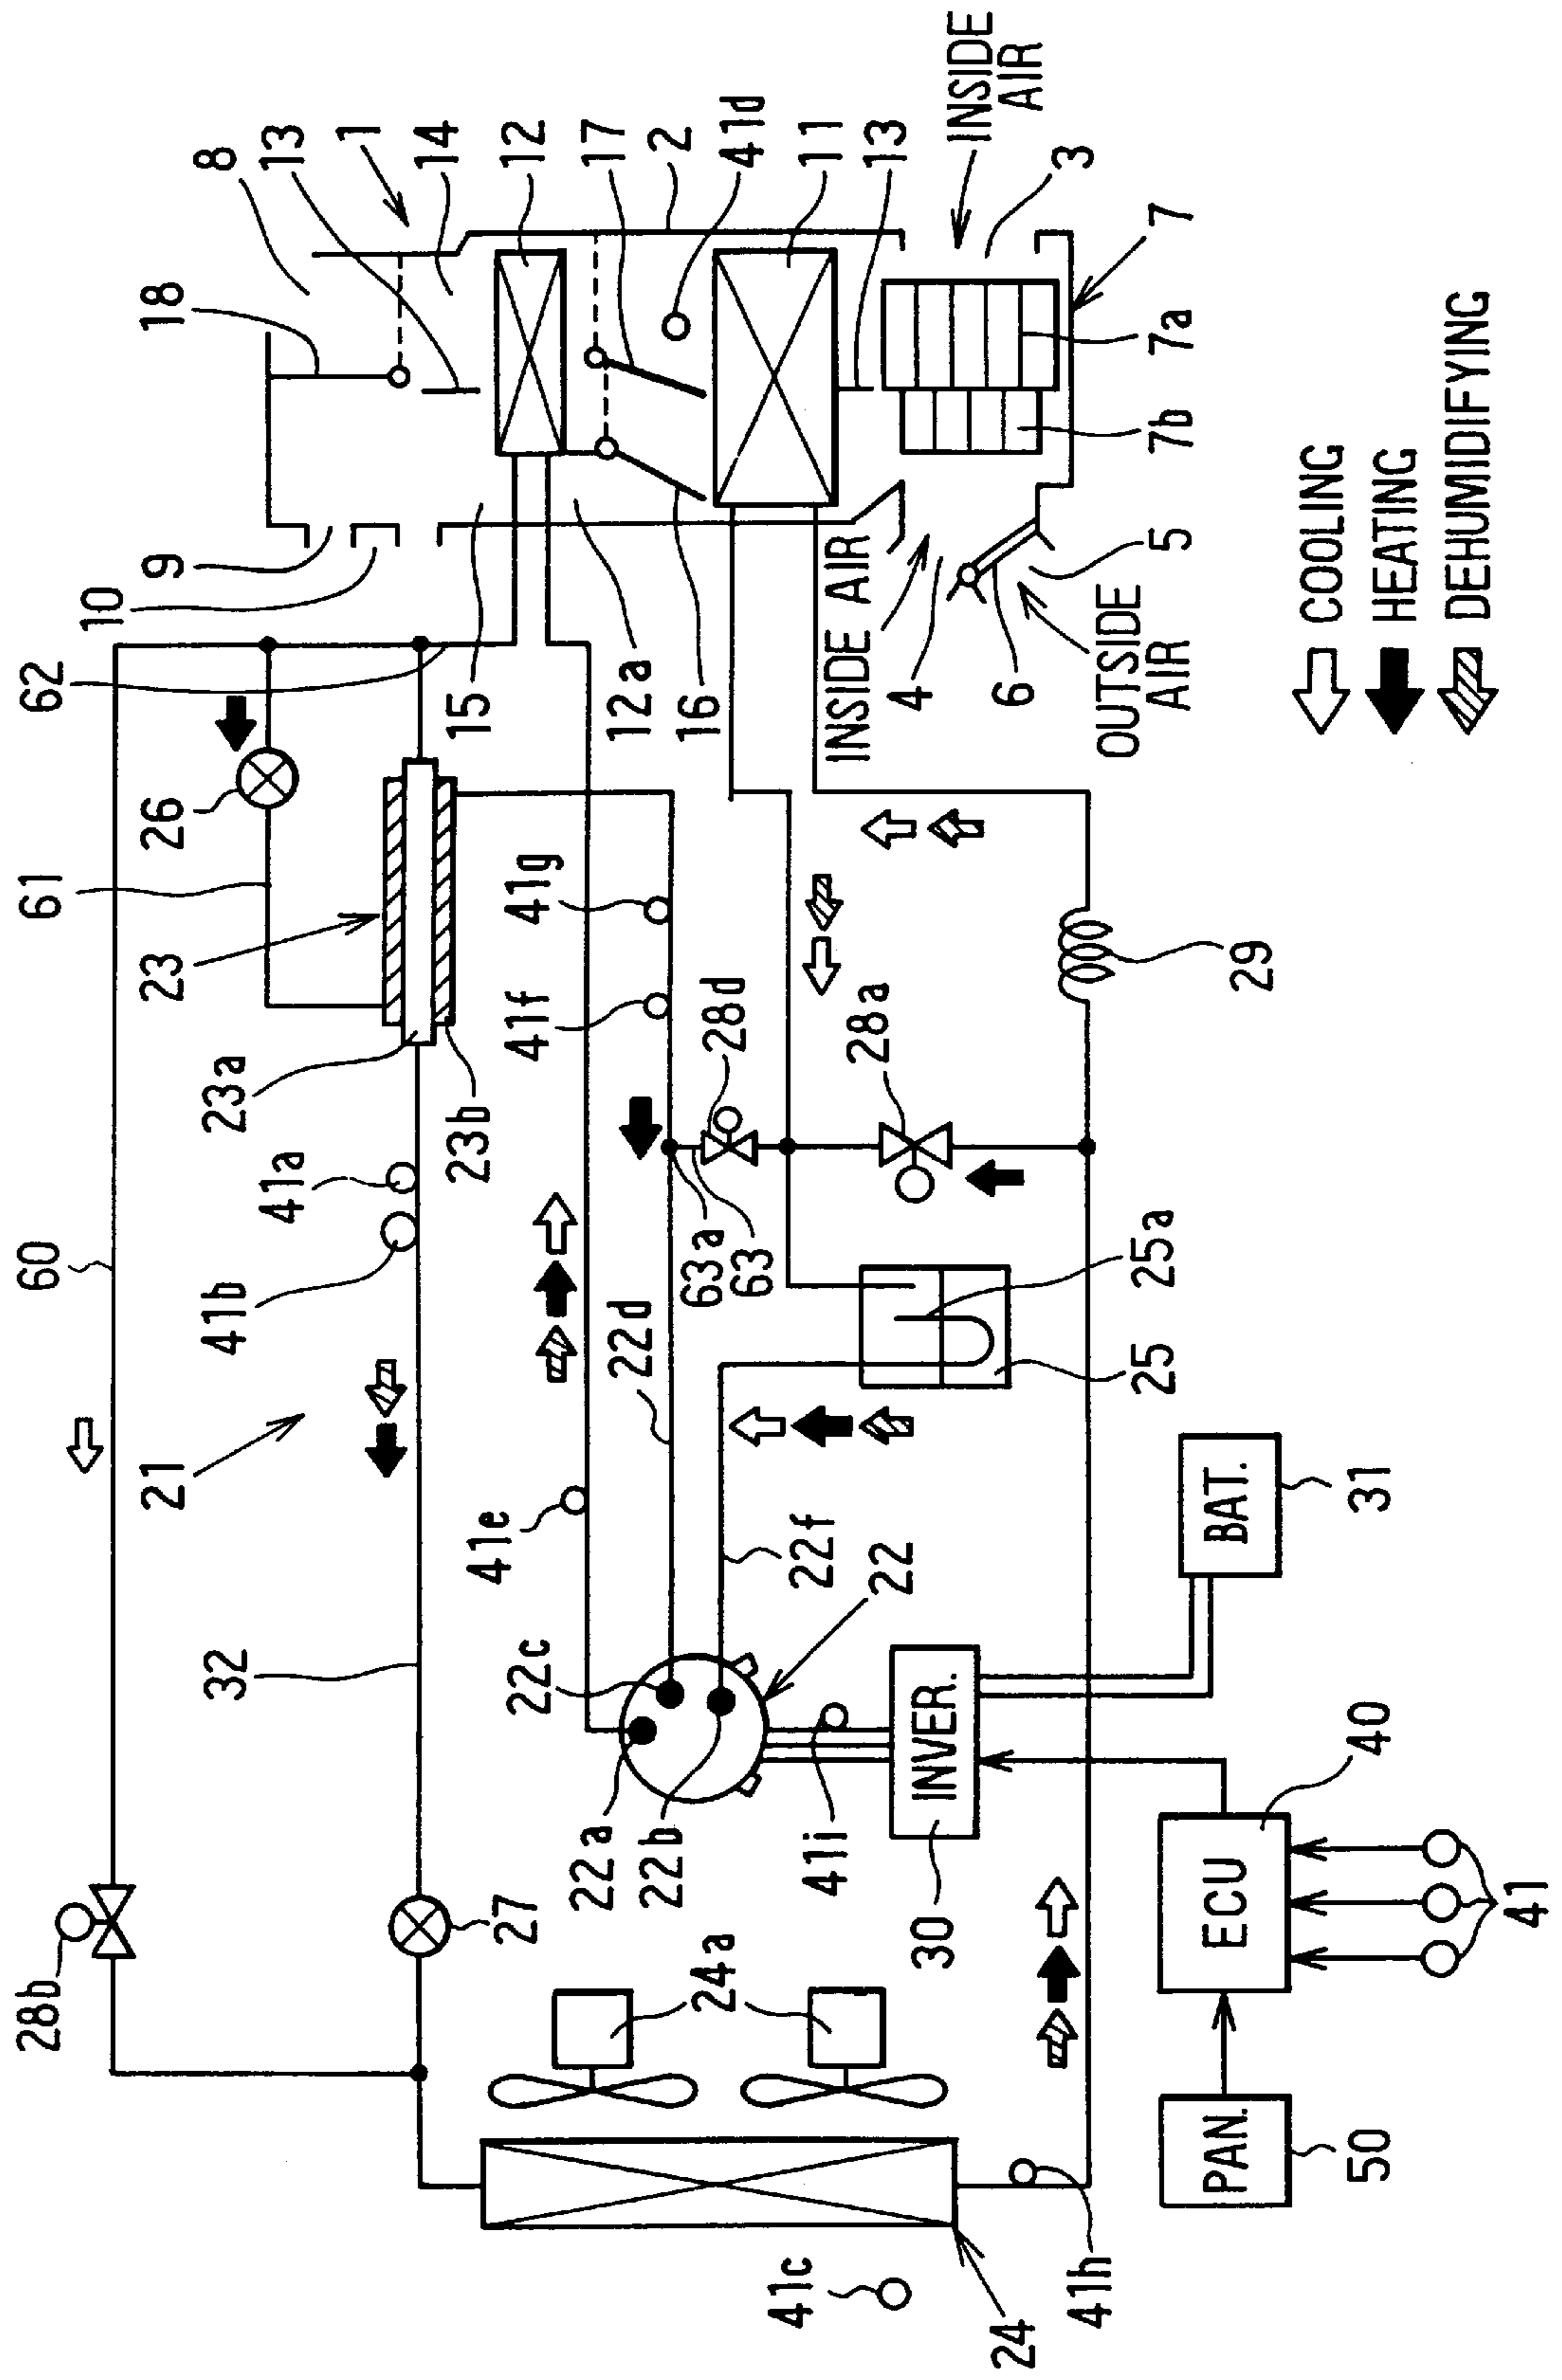 8
13
1
14
12
17
2
41d
11
13
INSIDE AIR
3
7
18
7a
7b
9
10
15
12a
16
INSIDE AIR
4
6
5
OUTSIDE AIR
COOLING
HEATING
DEHUMIDIFYING
62
26
61
23
23a
23b
41g
41f
28d
28a
29
60
41a
41b
63a
63
22d
25a
25
21
41e
22f
22
BAT.
31
32
22c
22a
22b
41i
INVER.
30
40
ECU
41
28b
27
24a
PAN.
50
41c
24
41h